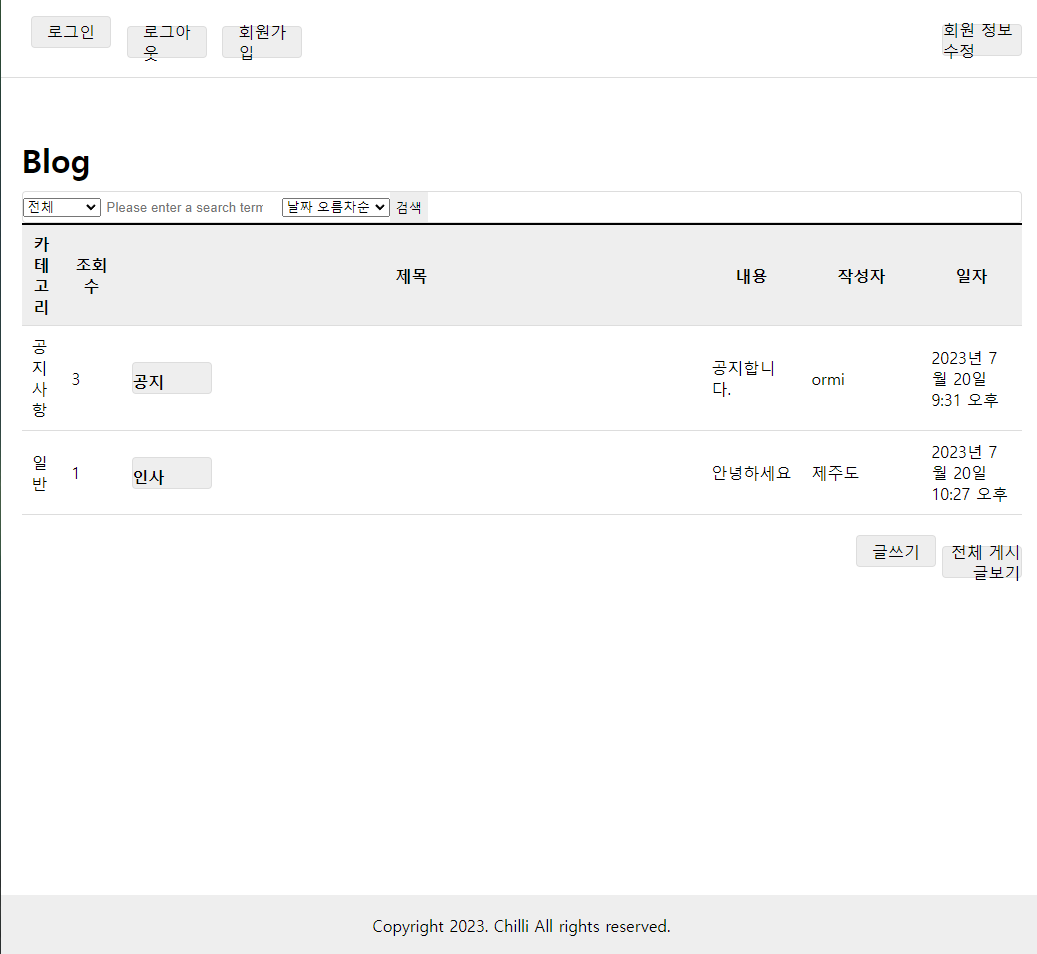 로그인
로그아
웃
회원가
입
회원 정보
수정
Blog
전체 Please enter a search term 날짜 오름차순 검색
카
테
고
리
조회
수
제목
내용
작성자
일자
공
지
사
항
3
공지
공지합니
다.
ormi
2023년 7
월 20일
9:31 오후
일
반
1
인사
안녕하세요
제주도
2023년 7
월 20일
10:27 오후
글쓰기
전체 게시
글보기
Copyright 2023. Chilli All rights reserved.